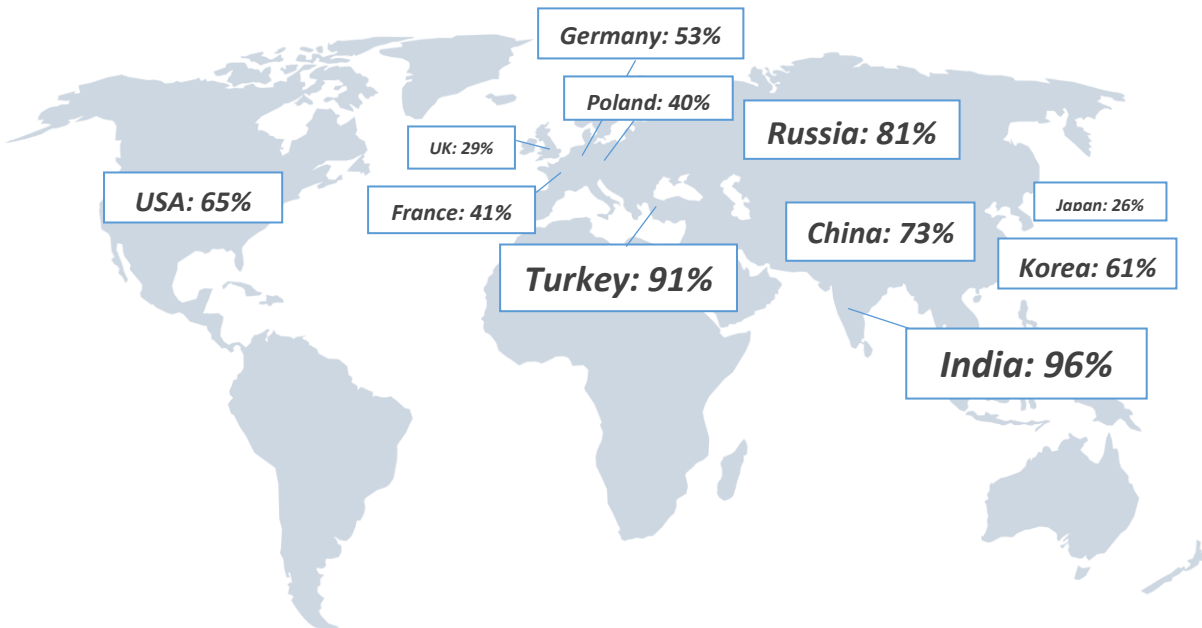 Germany: 53%
Poland: 40%
Russia: 81%
UK: 29%
USA: 65%
France: 41%
Japan: 26%
China: 73%
Korea: 61%
Turkey: 91%
India: 96%